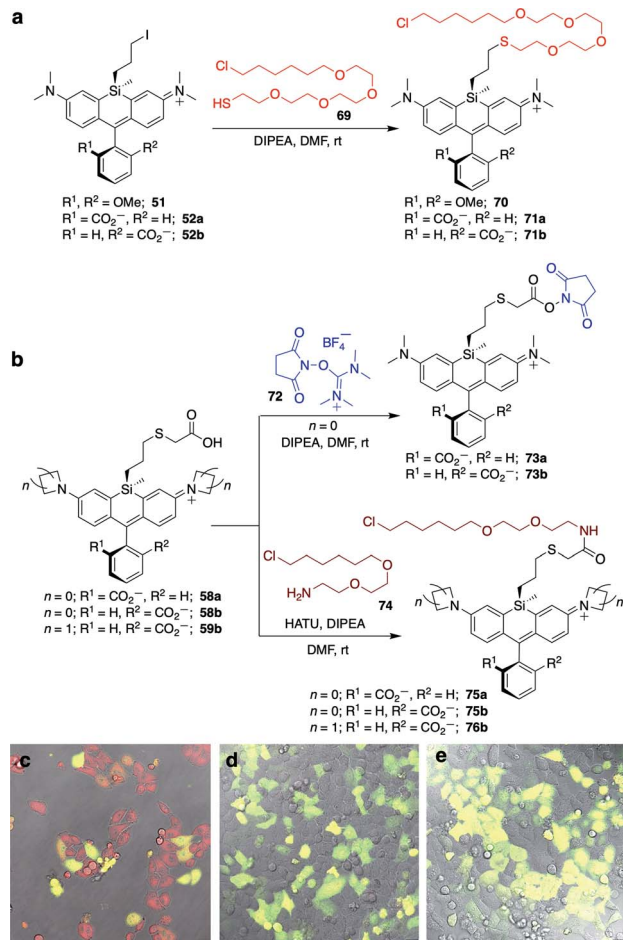 a
I
Si
N
N
+
R¹
R²
R¹, R² = OMe; 51
R¹ = CO₂⁻, R² = H; 52a
R¹ = H, R² = CO₂⁻; 52b
Cl
O
O
HS
O
O
O
69
DIPEA, DMF, rt
Cl
O
O
S
O
O
Si
N
N
+
R¹
R²
R¹, R² = OMe; 70
R¹ = CO₂⁻, R² = H; 71a
R¹ = H, R² = CO₂⁻; 71b
b
O
S
OH
n
N
Si
N
n
+
R¹
R²
n = 0; R¹ = CO₂⁻, R² = H; 58a
n = 0; R¹ = H, R² = CO₂⁻; 58b
n = 1; R¹ = H, R² = CO₂⁻; 59b
BF₄⁻
O
N
O
N
O
N
+
72
n = 0
DIPEA, DMF, rt
O
S
O
O
N
O
Si
N
N
+
R¹
R²
R¹ = CO₂⁻, R² = H; 73a
R¹ = H, R² = CO₂⁻; 73b
Cl
O
H₂N
O
74
HATU, DIPEA
DMF, rt
Cl
O
O
NH
S
O
n
N
Si
N
n
+
R¹
R²
n = 0; R¹ = CO₂⁻, R² = H; 75a
n = 0; R¹ = H, R² = CO₂⁻; 75b
n = 1; R¹ = H, R² = CO₂⁻; 76b
c
d
e